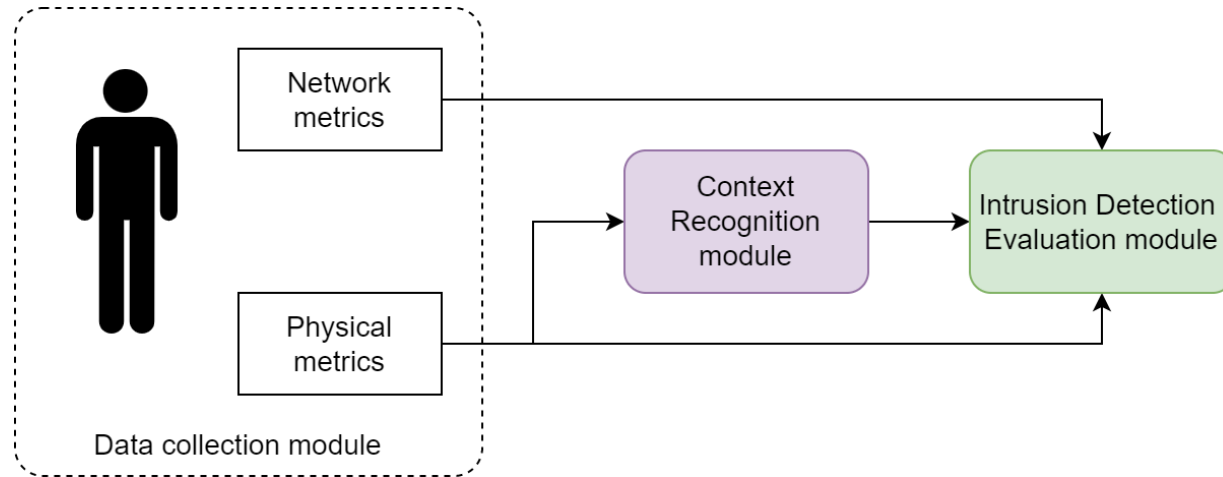 Network
metrics
Context
Recognition
module
Intrusion Detection
Evaluation module
Physical
metrics
Data collection module